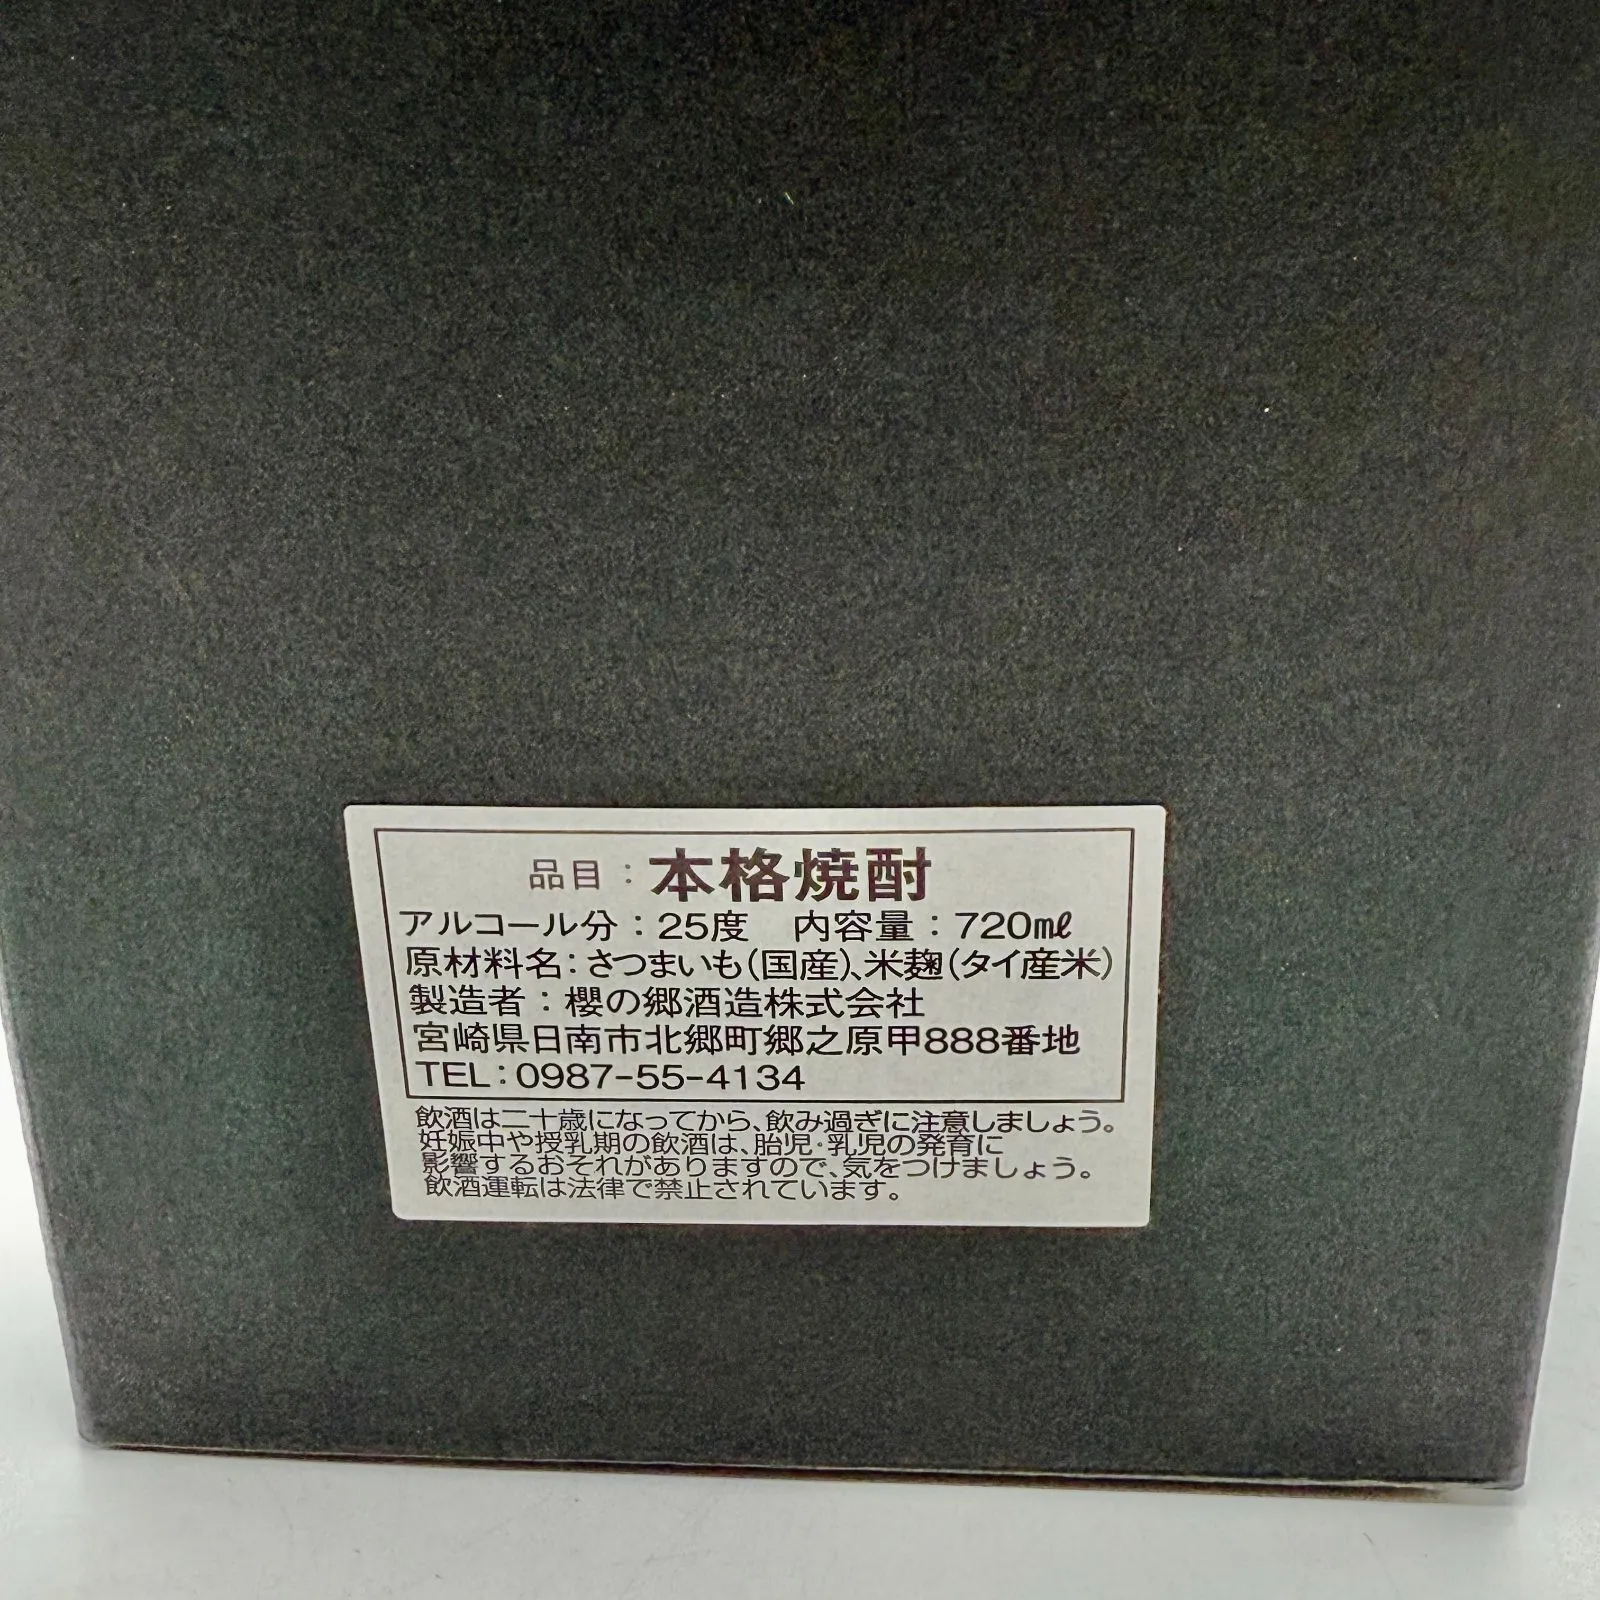 品目：本格焼酎
アルコール分：25度　内容量：720㎖
原材料名：さつまいも（国産）、米麹（タイ産米）
製造者：櫻の郷酒造株式会社
宮崎県日南市北郷町郷之原甲888番地
TEL：0987-55-4134
飲酒は二十歳になってから、飲み過ぎに注意しましょう。
妊娠中や授乳期の飲酒は、胎児・乳児の発育に
影響するおそれがありますので、気をつけましょう。
飲酒運転は法律で禁止されています。